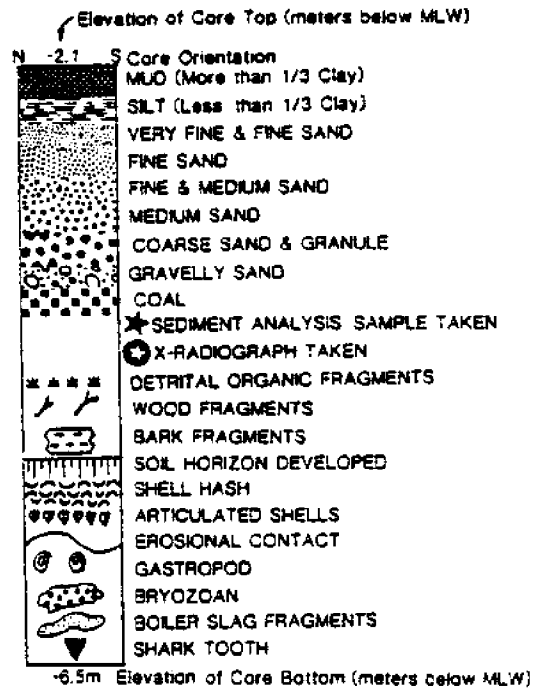 Elevation of Core Top (meters below MLW)
N -2.1 S Core Orientation
MUD (More than 1/3 Clay)
SILT (Less than 1/3 Clay)
VERY FINE & FINE SAND
FINE SAND
FINE & MEDIUM SAND
MEDIUM SAND
COARSE SAND & GRANULE
GRAVELLY SAND
COAL
SEDIMENT ANALYSIS SAMPLE TAKEN
X-RADIOGRAPH TAKEN
DETRITAL ORGANIC FRAGMENTS
WOOD FRAGMENTS
BARK FRAGMENTS
SOIL HORIZON DEVELOPED
SHELL HASH
ARTICULATED SHELLS
EROSIONAL CONTACT
GASTROPOD
BRYOZOAN
BOILER SLAG FRAGMENTS
SHARK TOOTH
-6.5m Elevation of Core Bottom (meters below MLW)